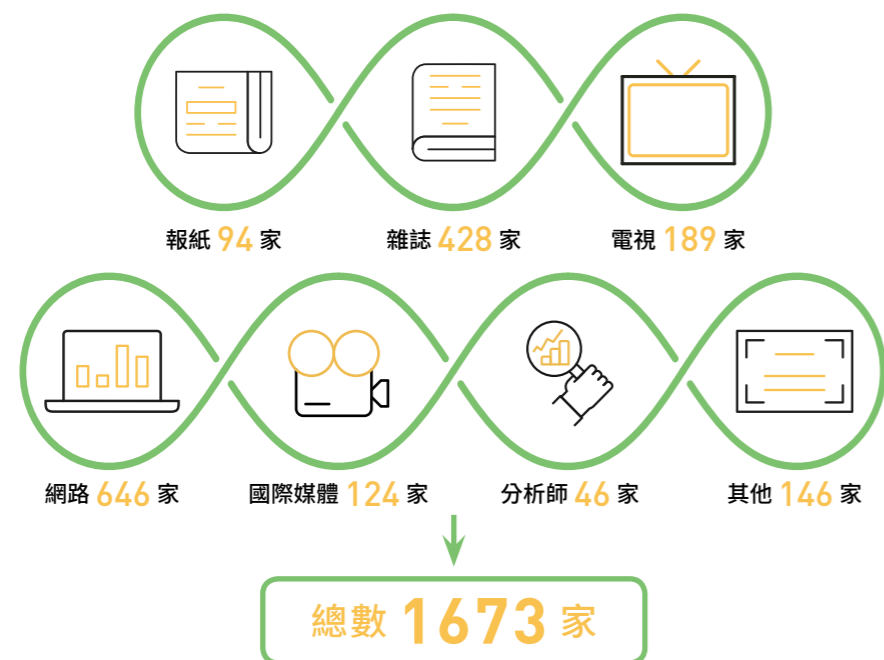 報紙 94 家
雜誌 428 家
電視 189 家
網路 646 家
國際媒體 124 家
分析師 46 家
其他 146 家
總數 1673 家